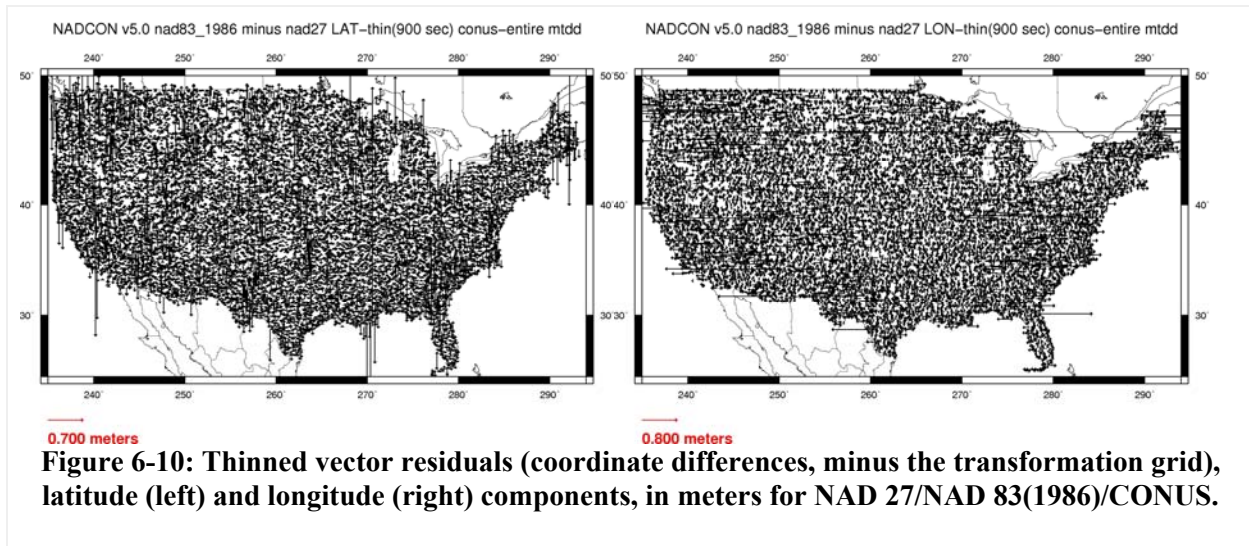 NADCON v5.0 nad83_1986 minus nad27 LAT-thin(900 sec) conus-entire mtdd
240˚ 250˚ 260˚ 270˚ 280˚ 290˚
50˚ 50˚
40˚ 40˚
30˚ 30˚
240˚ 250˚ 260˚ 270˚ 280˚ 290˚
0.700 meters
NADCON v5.0 nad83_1986 minus nad27 LON-thin(900 sec) conus-entire mtdd
240˚ 250˚ 260˚ 270˚ 280˚ 290˚
50˚ 50˚
40˚ 40˚
30˚ 30˚
240˚ 250˚ 260˚ 270˚ 280˚ 290˚
0.800 meters
Figure 6-10: Thinned vector residuals (coordinate differences, minus the transformation grid),
latitude (left) and longitude (right) components, in meters for NAD 27/NAD 83(1986)/CONUS.